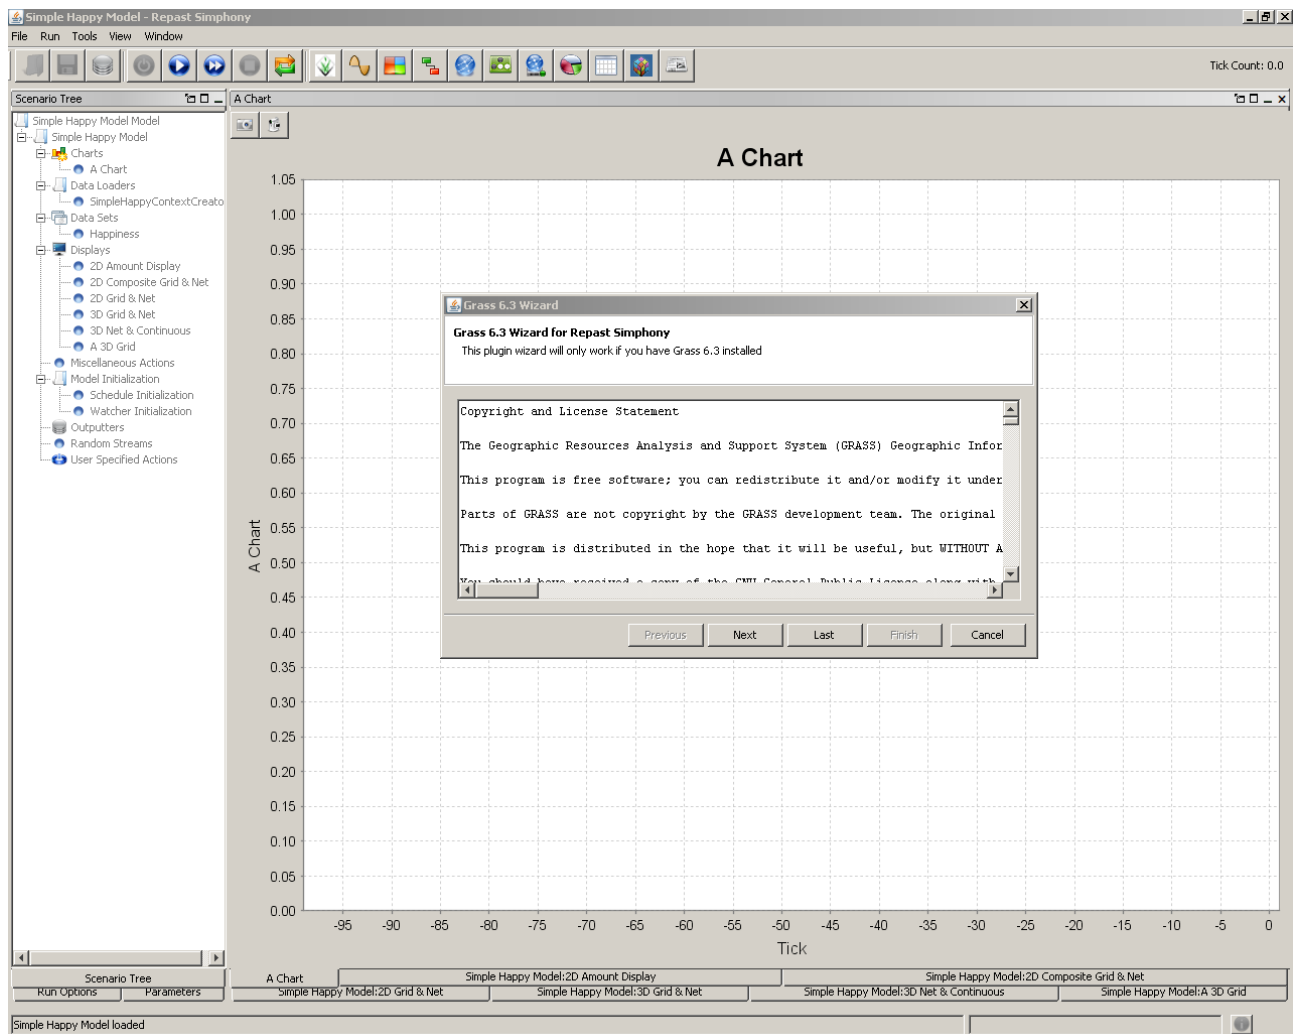 Simple Happy Model - Repast Simphony
File Run Tools View Window
Tick Count: 0.0
Scenario Tree
Simple Happy Model Model
Simple Happy Model
Charts
A Chart
Data Loaders
SimpleHappyContextCreato
Data Sets
Happiness
Displays
2D Amount Display
2D Composite Grid & Net
2D Grid & Net
3D Grid & Net
3D Net & Continuous
A 3D Grid
Miscellaneous Actions
Model Initialization
Schedule Initialization
Watcher Initialization
Outputters
Random Streams
User Specified Actions
Scenario Tree
Run Options Parameters
A Chart
A Chart
1.05
1.00
0.95
0.90
0.85
0.80
0.75
0.70
0.65
0.60
0.55
0.50
0.45
0.40
0.35
0.30
0.25
0.20
0.15
0.10
0.05
0.00
A Chart
-95 -90 -85 -80 -75 -70 -65 -60 -55 -50 -45 -40 -35 -30 -25 -20 -15 -10 -5 0
Tick
Grass 6.3 Wizard
Grass 6.3 Wizard for Repast Simphony
This plugin wizard will only work if you have Grass 6.3 installed
Copyright and License Statement
The Geographic Resources Analysis and Support System (GRASS) Geographic Infor
This program is free software; you can redistribute it and/or modify it under
Parts of GRASS are not copyright by the GRASS development team. The original
This program is distributed in the hope that it will be useful, but WITHOUT A
You should have received a copy of the GNU General Public License along with
Previous Next Last Finish Cancel
A Chart Simple Happy Model:2D Amount Display Simple Happy Model:2D Composite Grid & Net
Simple Happy Model:2D Grid & Net Simple Happy Model:3D Grid & Net Simple Happy Model:3D Net & Continuous Simple Happy Model:A 3D Grid
Simple Happy Model loaded